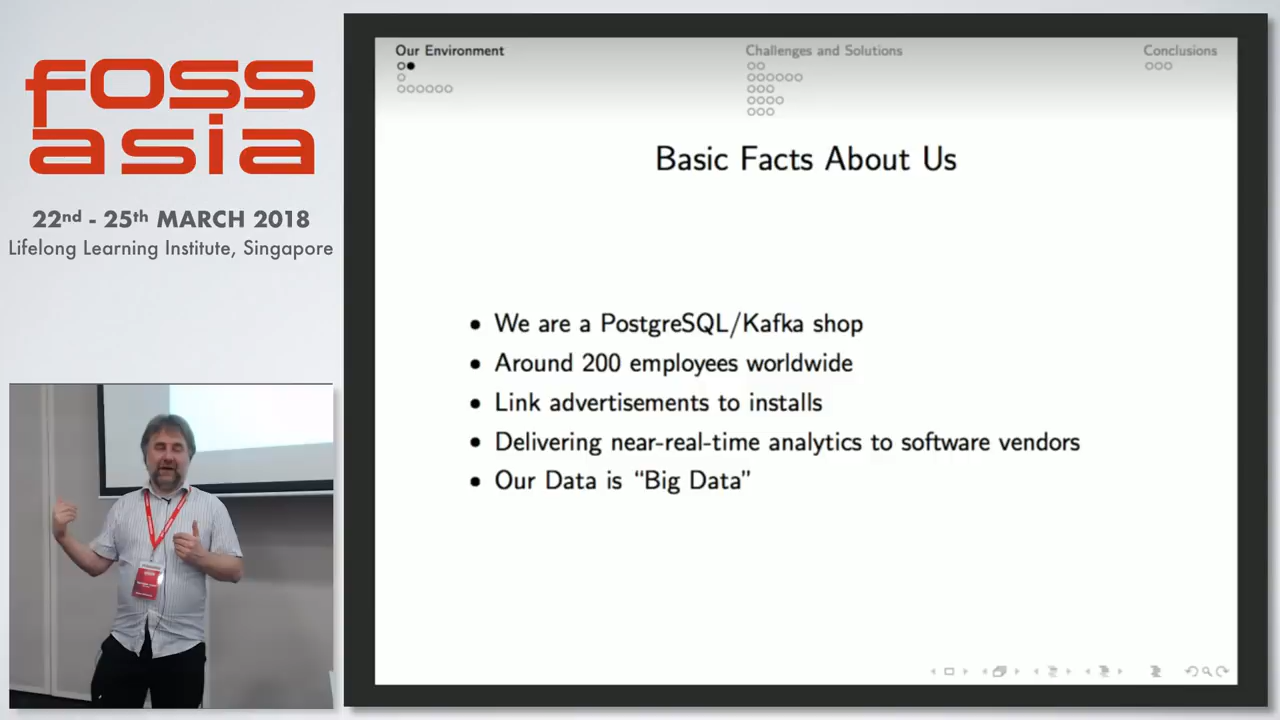 foss
asia
22nd - 25th MARCH 2018
Lifelong Learning Institute, Singapore
Our Environment
Challenges and Solutions
Conclusions
Basic Facts About Us
• We are a PostgreSQL/Kafka shop
• Around 200 employees worldwide
• Link advertisements to installs
• Delivering near-real-time analytics to software vendors
• Our Data is “Big Data”